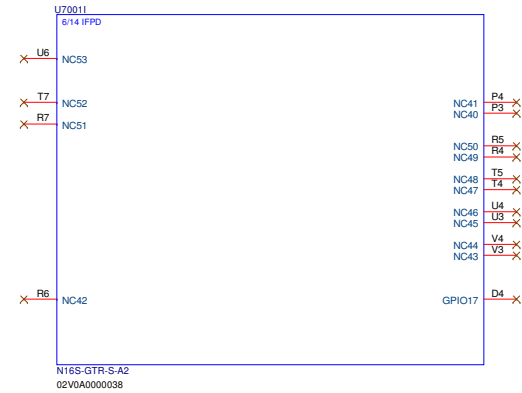 U7001I
6/14 IFPD
U6 NC53
T7 NC52
R7 NC51
R6 NC42
NC41 P4
NC40 P3
NC50 R5
NC49 R4
NC48 T5
NC47 T4
NC46 U4
NC45 U3
NC44 V4
NC43 V3
GPIO17 D4
N16S-GTR-S-A2
02V0A0000038